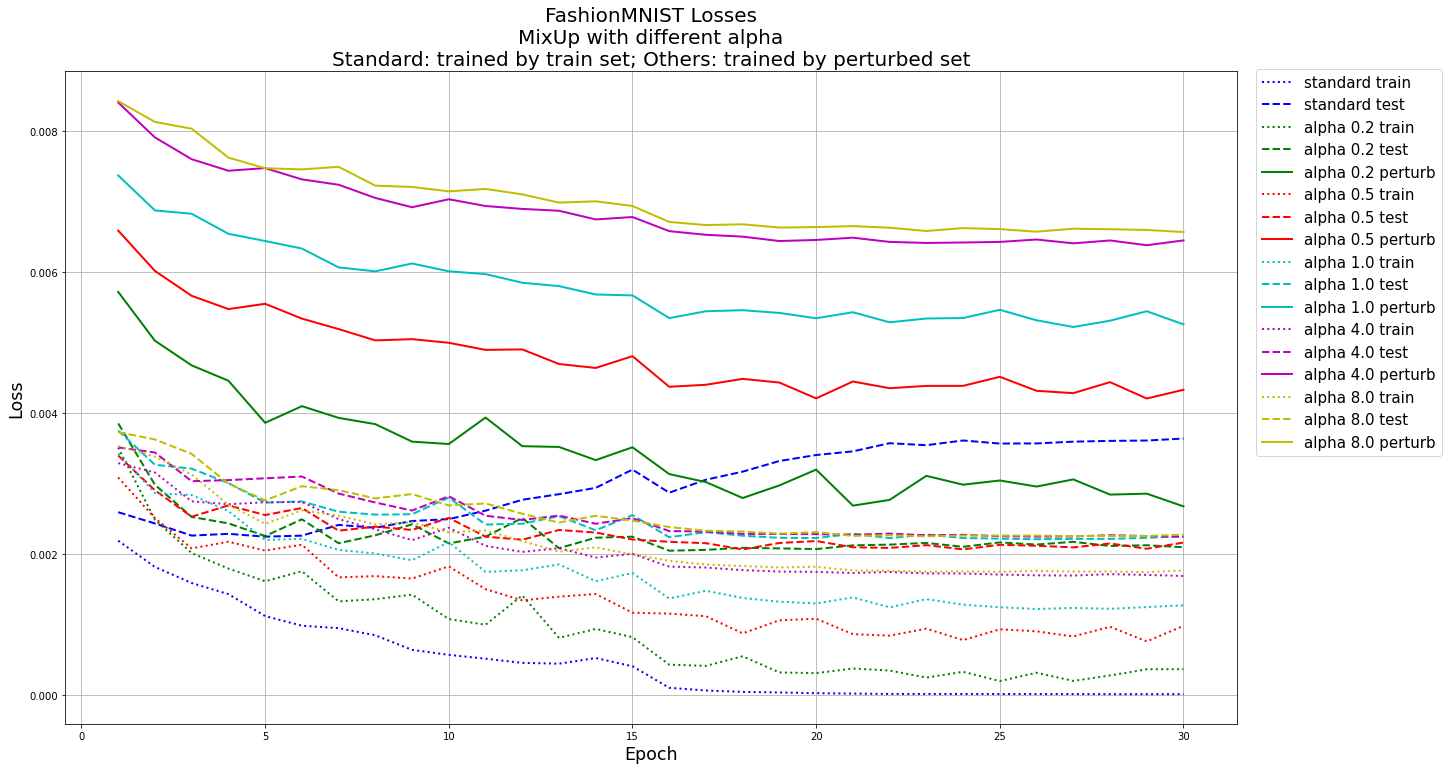 FashionMNIST Losses
MixUp with different alpha
Standard: trained by train set; Others: trained by perturbed set
Loss
0.008
0.006
0.004
0.002
0.000
0
5
10
15
20
25
30
Epoch
standard train
standard test
alpha 0.2 train
alpha 0.2 test
alpha 0.2 perturb
alpha 0.5 train
alpha 0.5 test
alpha 0.5 perturb
alpha 1.0 train
alpha 1.0 test
alpha 1.0 perturb
alpha 4.0 train
alpha 4.0 test
alpha 4.0 perturb
alpha 8.0 train
alpha 8.0 test
alpha 8.0 perturb